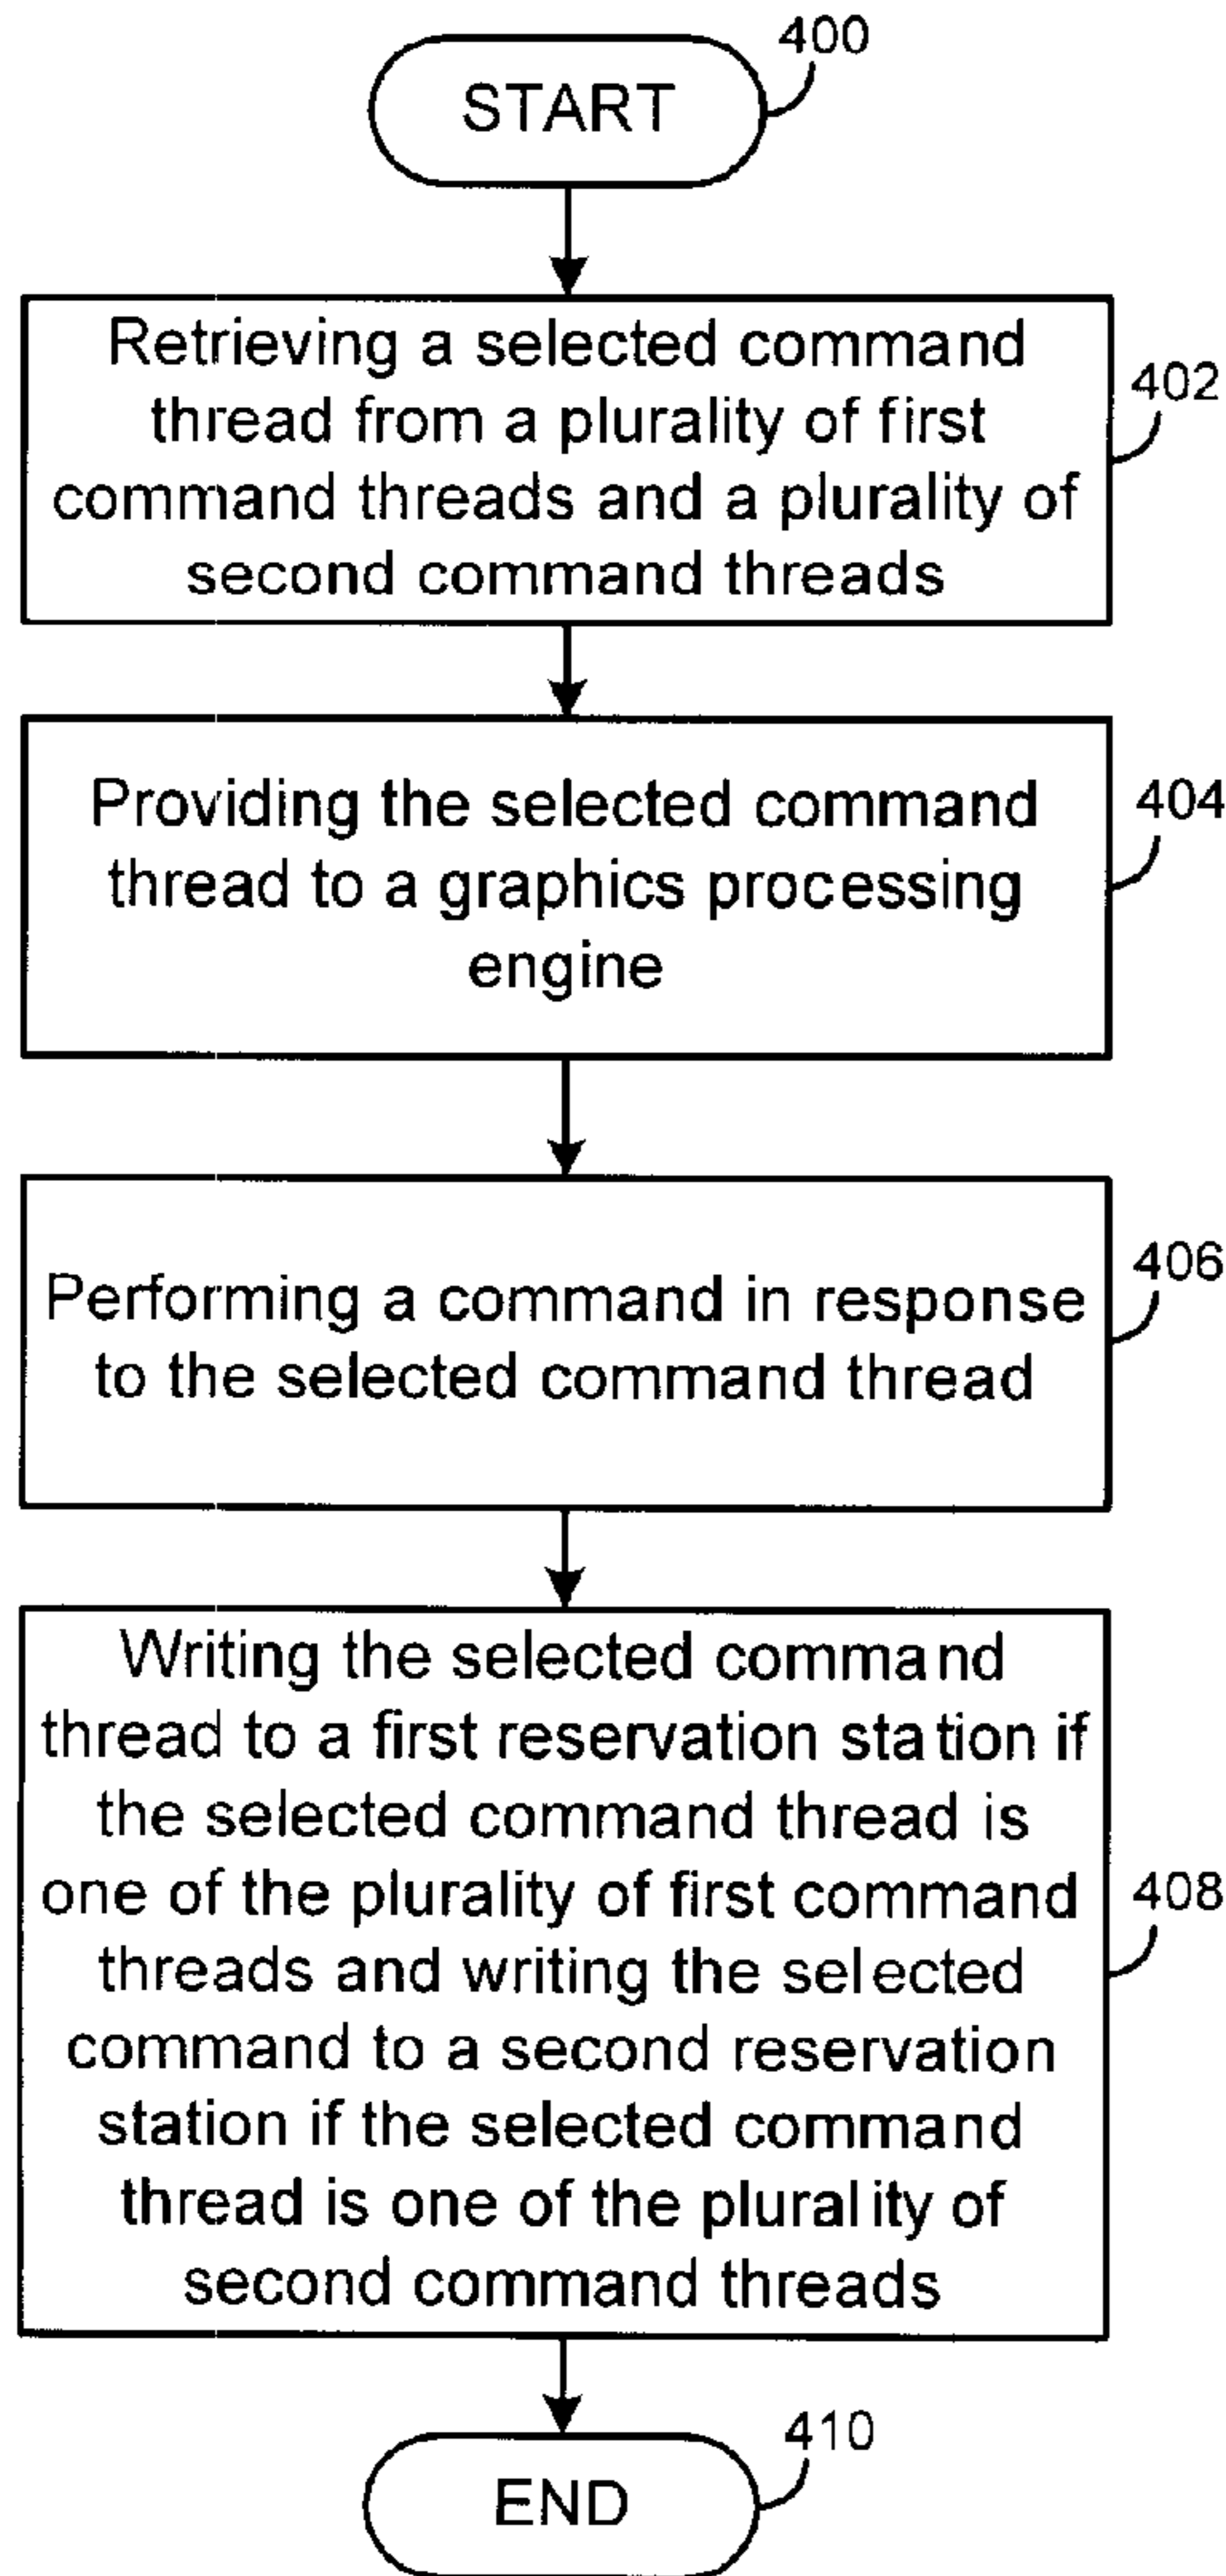 400
START
Retrieving a selected command
thread from a plurality of first
command threads and a plurality of
second command threads
402
Providing the selected command
thread to a graphics processing
engine
404
Performing a command in response
to the selected command thread
406
Writing the selected command
thread to a first reservation station if
the selected command thread is
one of the plurality of first command
threads and writing the selected
command to a second reservation
station if the selected command
thread is one of the plurality of
second command threads
408
410
END